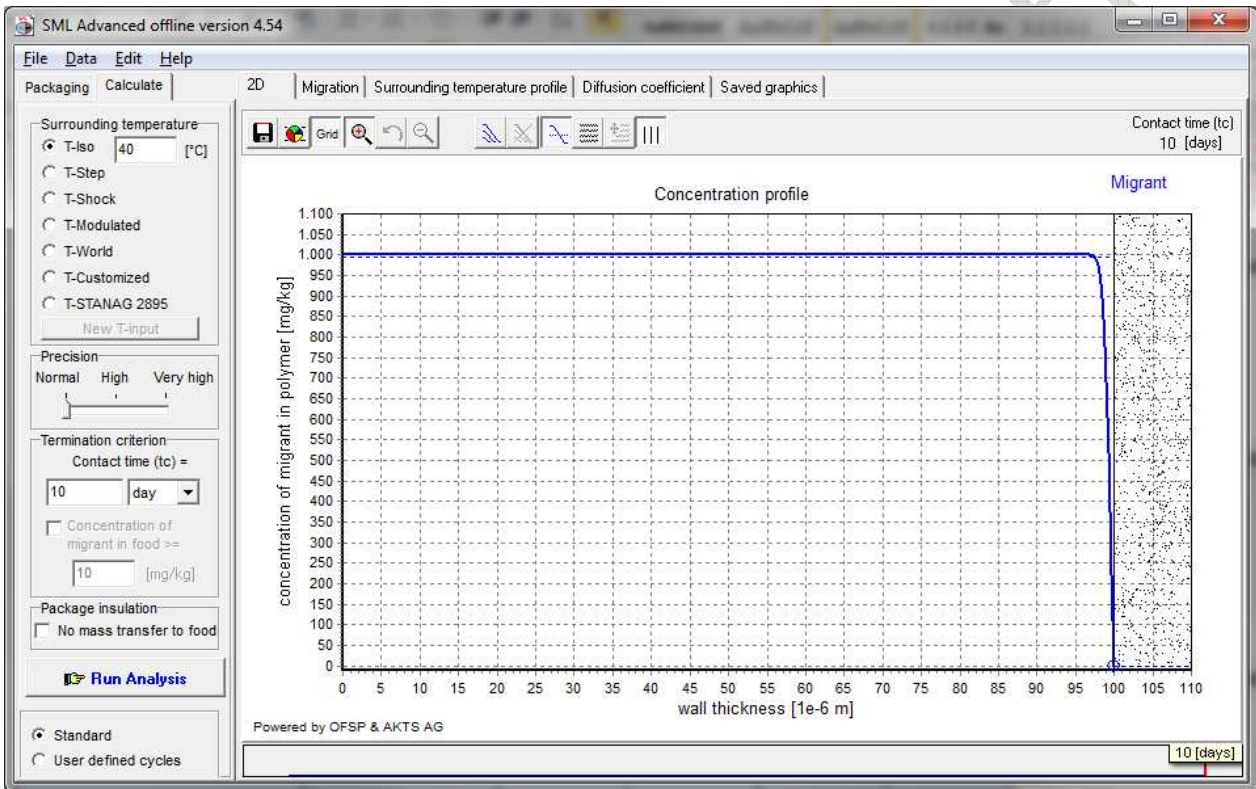 SML Advanced offline version 4.54
File Data Edit Help
Packaging Calculate
2D Migration Surrounding temperature profile Diffusion coefficient Saved graphics
Surrounding temperature
T-Iso 40 [°C]
T-Step
T-Shock
T-Modulated
T-World
T-Customized
T-STANAG 2895
New T-input
Precision
Normal High Very high
Termination criterion
Contact time (tc) =
10 day
Concentration of
migrant in food >=
10 [mg/kg]
Package insulation
No mass transfer to food
Run Analysis
Standard
User defined cycles
Grid
Contact time (tc)
10 [days]
Migrant
Concentration profile
concentration of migrant in polymer [mg/kg]
1.100
1.050
1.000
950
900
850
800
750
700
650
600
550
500
450
400
350
300
250
200
150
100
50
0
0 5 10 15 20 25 30 35 40 45 50 55 60 65 70 75 80 85 90 95 100 105 110
wall thickness [1e-6 m]
Powered by OFSP & AKTS AG
10 [days]